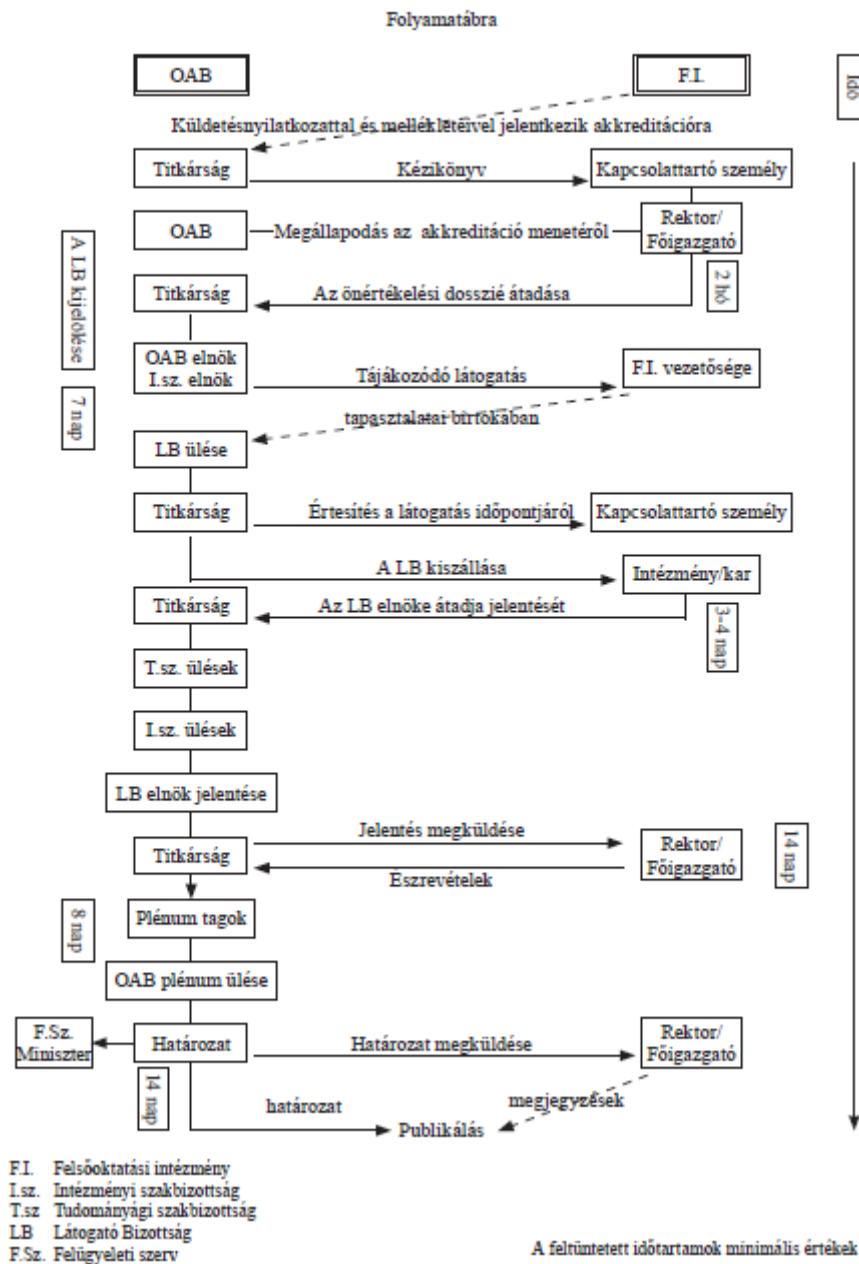 Folyamatábra
OAB
F.I.
Idő
Küldetésnyilatkozattal és mellékleteivel jelentkezik akkreditációra
Titkárság
Kézikönyv
Kapcsolattartó személy
OAB
Megállapodás az akkreditáció menetéről
Rektor/
Főigazgató
A LB kijelölése
2 hó
Titkárság
Az önértékelési dosszié átadása
OAB elnök
I.sz. elnök
Tájákozódó látogatás
F.I. vezetősége
7 nap
tapasztalatai birtokában
LB ülése
Titkárság
Értesítés a látogatás időpontjáról
Kapcsolattartó személy
A LB kiszállása
Intézmény/kar
Titkárság
Az LB elnöke átadja jelentését
3-4 nap
T.sz. ülések
I.sz. ülések
LB elnök jelentése
Jelentés megküldése
Titkárság
Rektor/
Főigazgató
14 nap
Észrevételek
8 nap
Plénum tagok
OAB plénum ülése
F.Sz.
Miniszter
Határozat
Határozat megküldése
Rektor/
Főigazgató
14 nap
határozat
megjegyzések
Publikálás
F.I. Felsőoktatási intézmény
I.sz. Intézményi szakbizottság
T.sz Tudományági szakbizottság
LB Látogató Bizottság
F.Sz. Felügyeleti szerv
A feltüntetett időtartamok minimális értékek